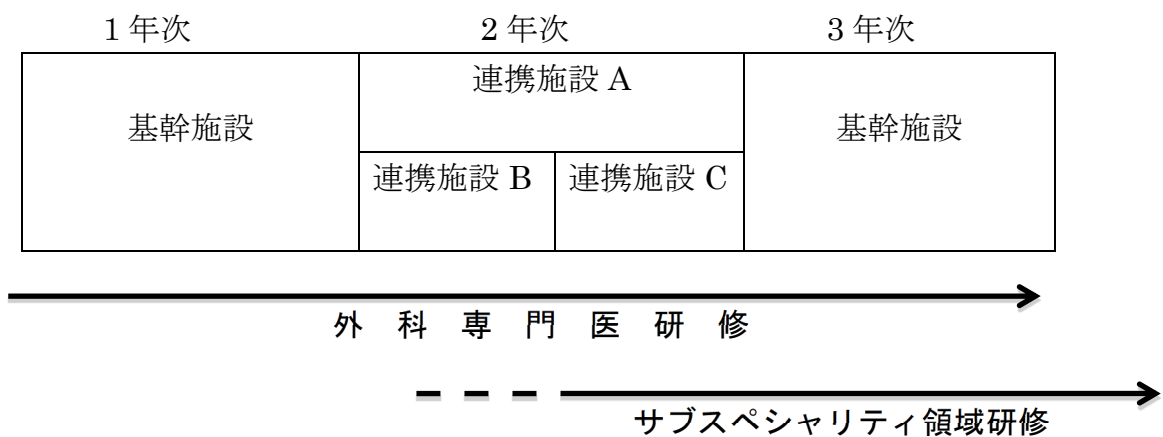 1 年次 2 年次 3 年次
基幹施設
連携施設 A
連携施設 B
連携施設 C
基幹施設
外科専門医研修
サブスペシャリティ領域研修